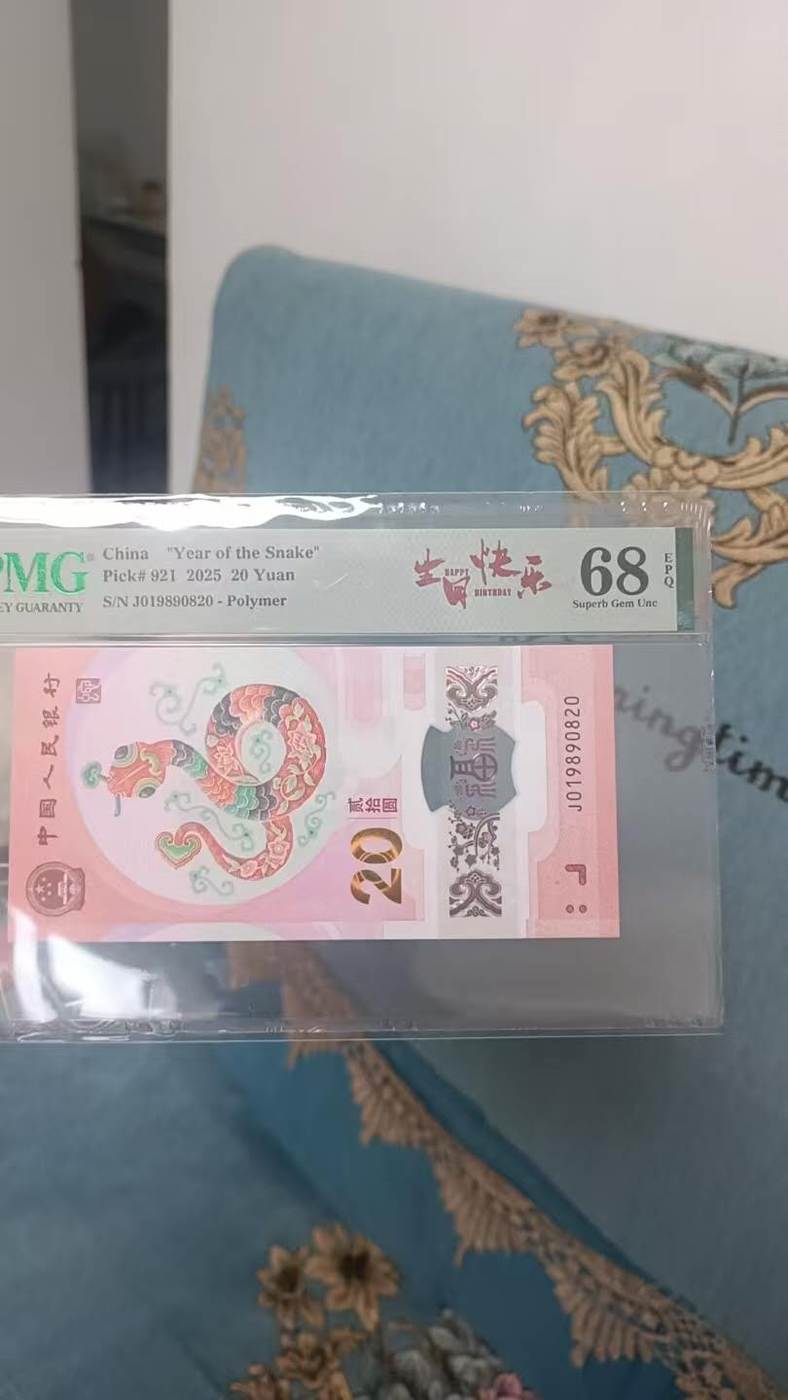 PMG
EY GUARANTY
China "Year of the Snake"
Pick# 921 2025 20 Yuan
S/N J019890820 - Polymer
生日快乐
HAPPY
BIRTHDAY
68
EPQ
Superb Gem Unc
中国人民银行
贰拾圆
20
J019890820
time